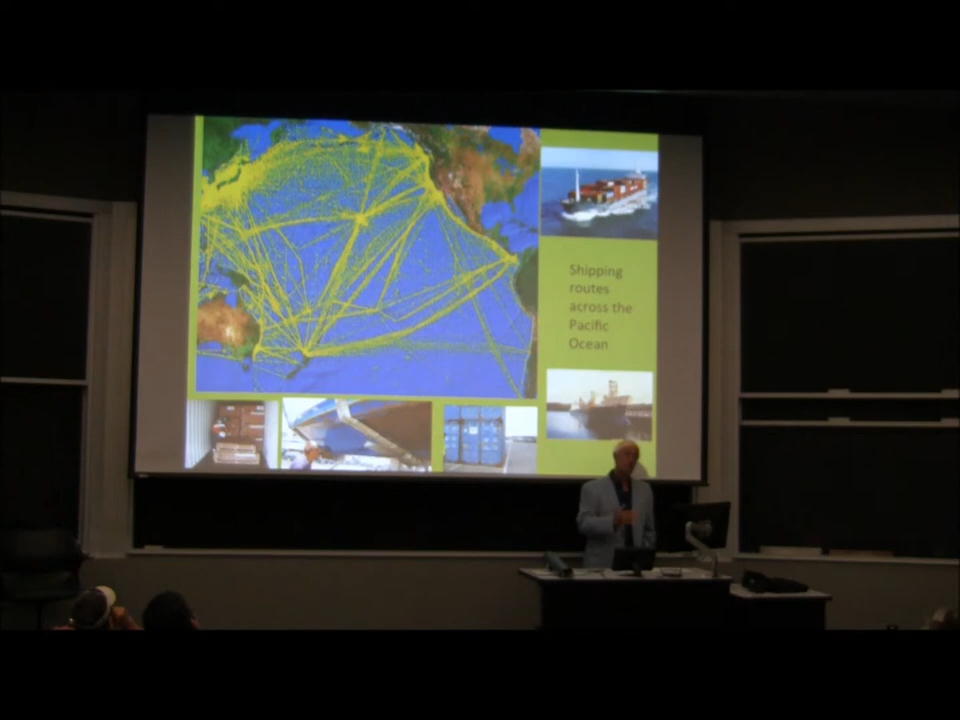 Shipping
routes
across the
Pacific
Ocean